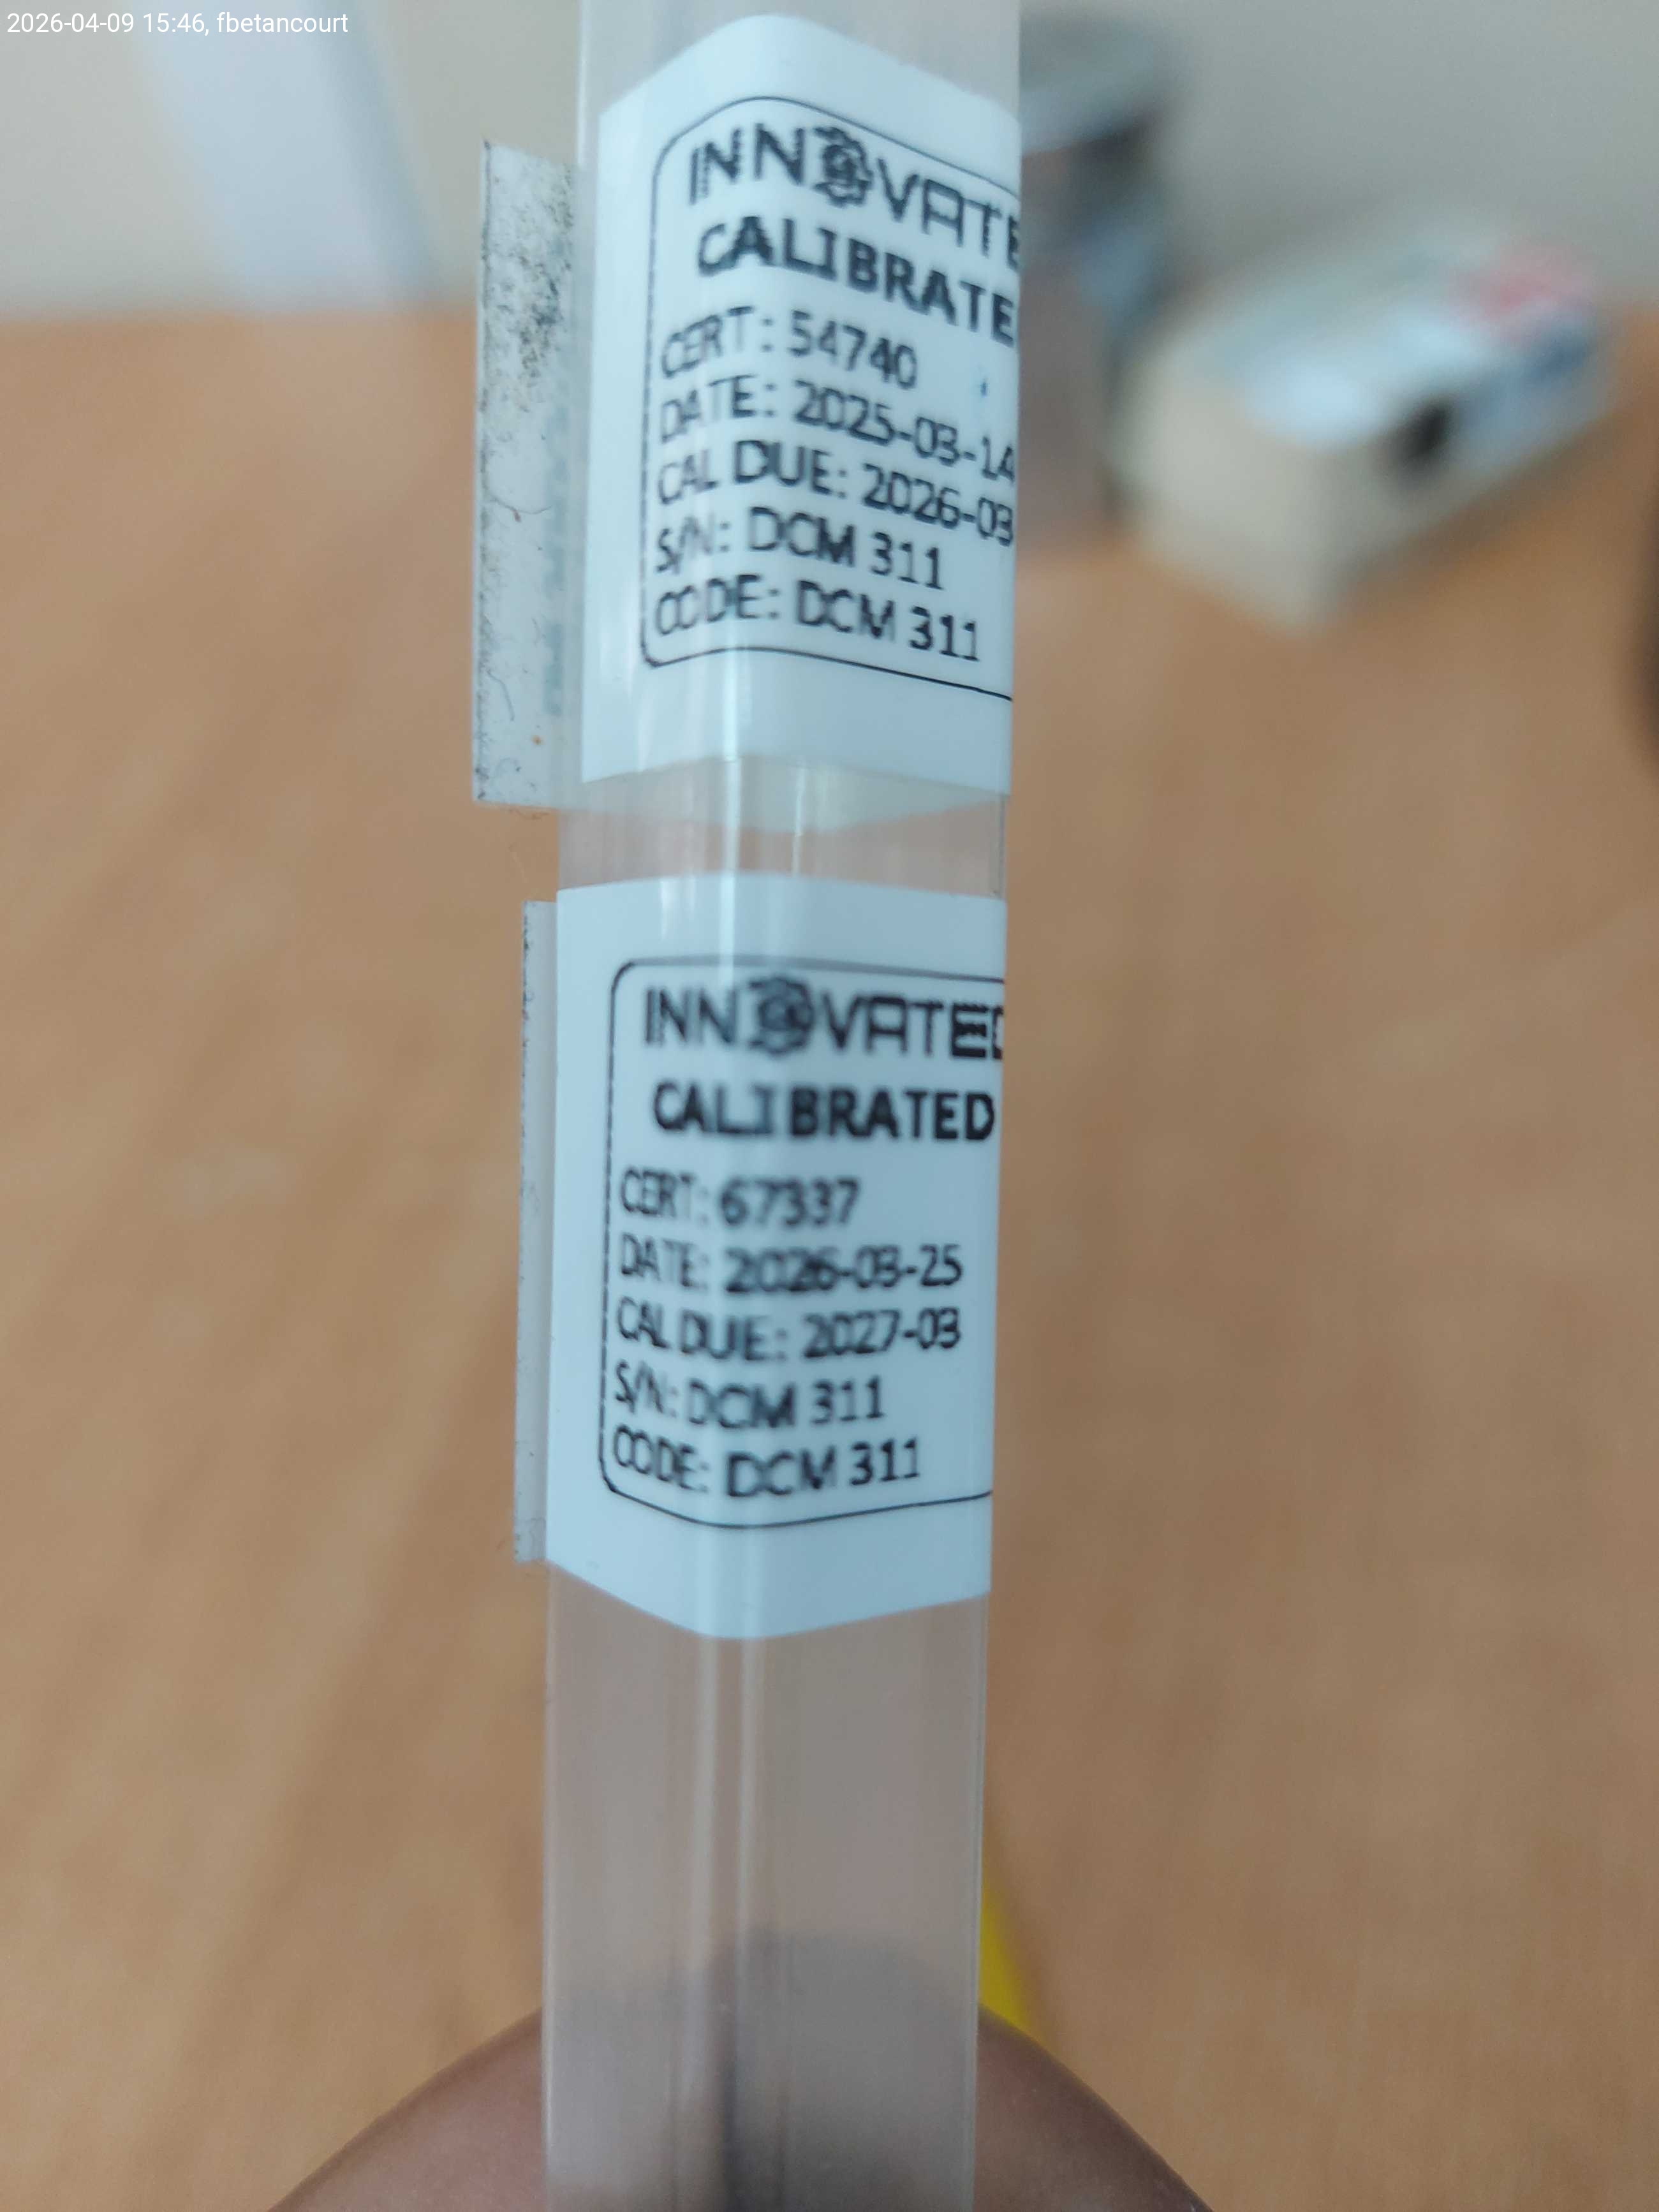 2026-04-09 15:46, fbetancourt
INNOVATE
CALIBRATE
CERT: 54740
DATE: 2025-03-14
CAL DUE: 2026-03
S/N: DCM 311
CODE: DCM 311
INNOVATEC
CALIBRATED
CERT: 67337
DATE: 2026-03-25
CAL DUE: 2027-03
S/N: DCM 311
CODE: DCM 311